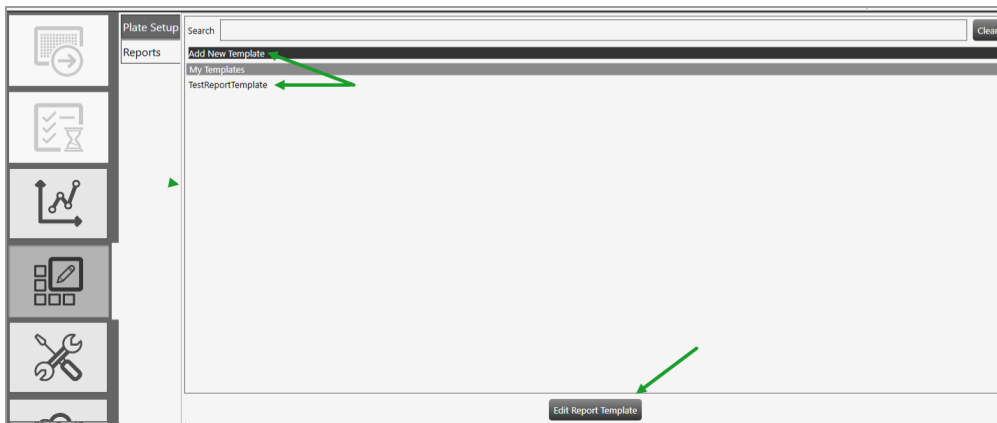 Plate Setup
Reports
Search
Clear
Add New Template
My Templates
TestReportTemplate
Edit Report Template